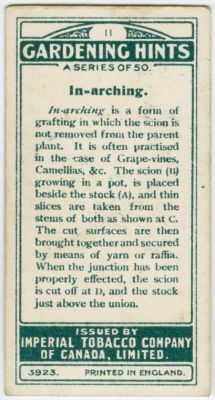 11
GARDENING HINTS
A SERIES OF 50.
In-arching.
In-arching is a form of
grafting in which the scion is
not removed from the parent
plant. It is often practised
in the case of Grape-vines,
Camellias, &c. The scion (B)
growing in a pot, is placed
beside the stock (A), and thin
slices are taken from the
stems of both as shown at C.
The cut surfaces are then
brought together and secured
by means of yarn or raffia.
When the junction has been
properly effected, the scion
is cut off at D, and the stock
just above the union.
ISSUED BY
IMPERIAL TOBACCO COMPANY
OF CANADA, LIMITED.
3923. PRINTED IN ENGLAND.